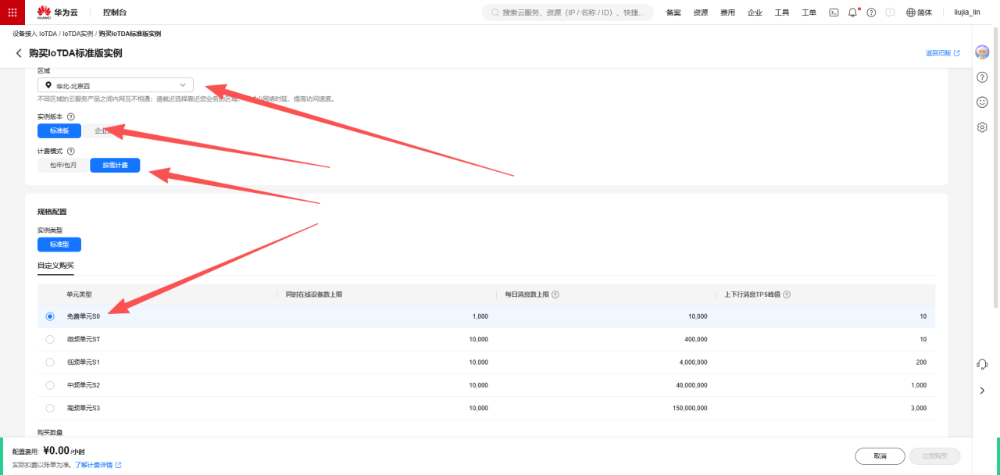 华为云 控制台 搜索云服务、资源（IP / 名称 / ID）、快捷... 备案 资源 费用 企业 工具 工单 简体 liujia_lin
HUAWEI
设备接入 IoTDA / IoTDA实例 / 购买IoTDA标准版实例
购买IoTDA标准版实例 返回旧版
区域
华北-北京四
不同区域的云服务产品之间内网互不相通；请就近选择靠近您业务的区域，网络时延，提高访问速度。
实例版本
标准版 企业
计费模式
包年/包月 按需计费
规格配置
实例类型
标准型
自定义购买
单元类型 同时在线设备数上限 每日消息数上限 上下行消息TPS峰值
免费单元S0 1,000 10,000 10
微频单元ST 10,000 400,000 10
低频单元S1 10,000 4,000,000 200
中频单元S2 10,000 40,000,000 1,000
高频单元S3 10,000 150,000,000 3,000
购买数量
配置费用: ¥0.00 /小时
实际扣费以账单为准。 了解计费详情
取消 立即购买